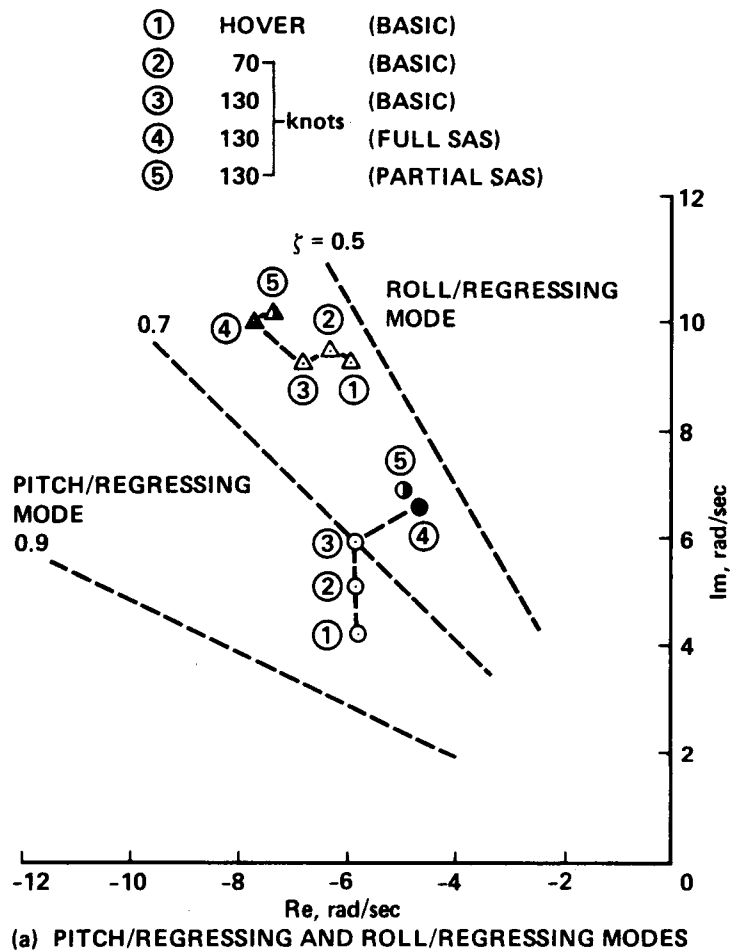 ① HOVER (BASIC)
② 70 (BASIC)
③ 130 (BASIC)
knots
④ 130 (FULL SAS)
⑤ 130 (PARTIAL SAS)
12
ζ = 0.5
⑤
ROLL/REGRESSING
MODE
②
0.7
④
10
③ ①
8
⑤
PITCH/REGRESSING
MODE
0.9
③
④
6
Im, rad/sec
②
①
4
2
-12 -10 -8 -6 -4 -2 0
Re, rad/sec
(a) PITCH/REGRESSING AND ROLL/REGRESSING MODES